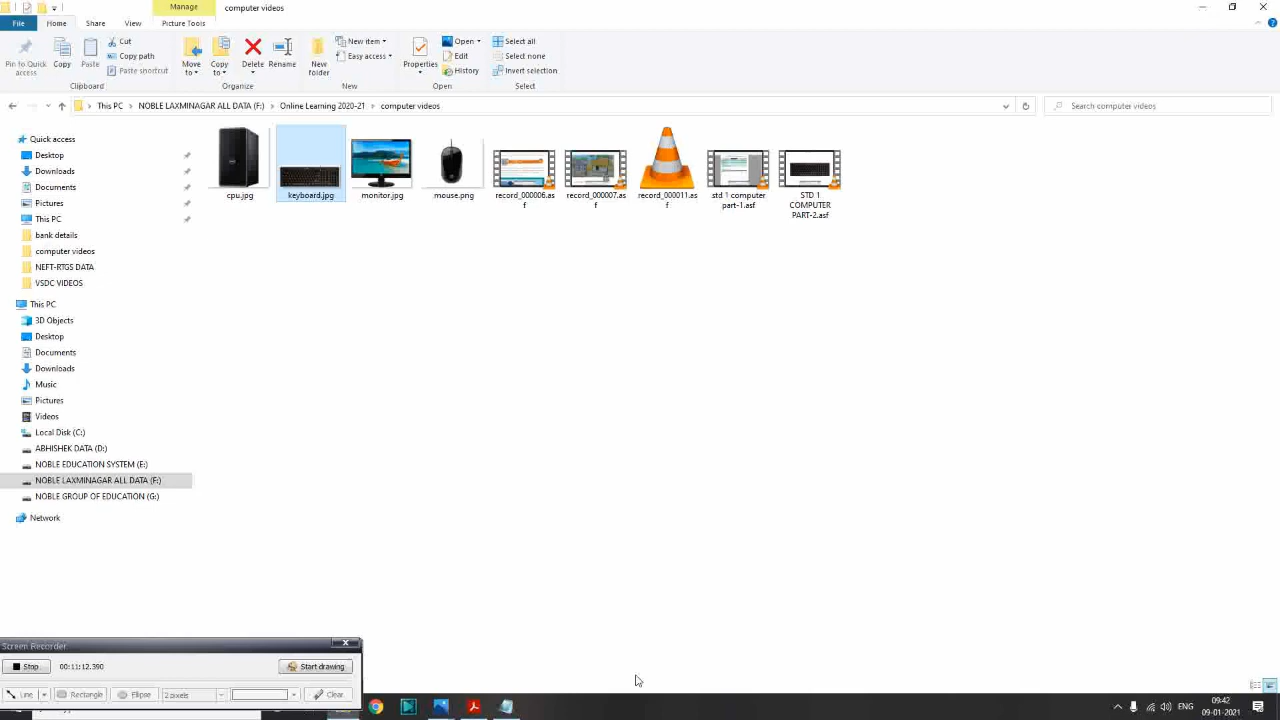 Manage
computer videos
File
Home
Share
View
Picture Tools
Pin to Quick access
Copy
Paste
Cut
Copy path
Paste shortcut
Clipboard
Move to
Copy to
Delete
Rename
Organize
New folder
New item
Easy access
New
Properties
Open
Edit
History
Open
Select all
Select none
Invert selection
Select
This PC > NOBLE LAXMINAGAR ALL DATA (F:) > Online Learning 2020-21 > computer videos
Search computer videos
Quick access
Desktop
Downloads
Documents
Pictures
This PC
bank details
computer videos
NEFT-RTGS DATA
VSDC VIDEOS
This PC
3D Objects
Desktop
Documents
Downloads
Music
Pictures
Videos
Local Disk (C:)
ABHISHEK DATA (D:)
NOBLE EDUCATION SYSTEM (E:)
NOBLE LAXMINAGAR ALL DATA (F:)
NOBLE GROUP OF EDUCATION (G:)
Network
cpu.jpg
keyboard.jpg
monitor.jpg
mouse.png
record_000006.as
f
record_000007.as
f
record_000011.as
f
std 1 computer
part-1.asf
STD 1
COMPUTER
PART-2.asf
Screen Recorder
Stop
00:11:12.390
Start drawing
Line
Rectangle
Ellipse
2 pixels
Clear
ENG
09:42
09-01-2021